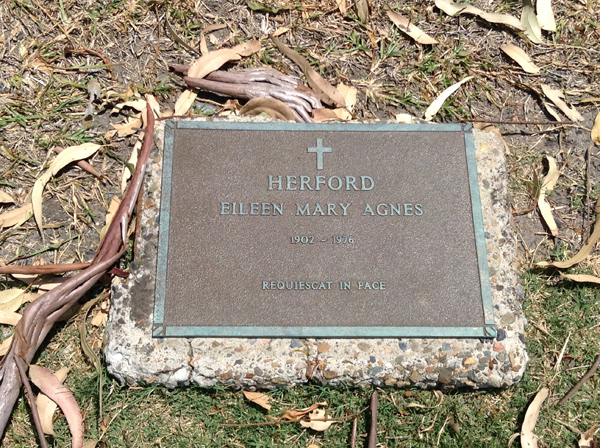 HERFORD
EILEEN MARY AGNES
1902 - 1976
REQUIESCAT IN PACE